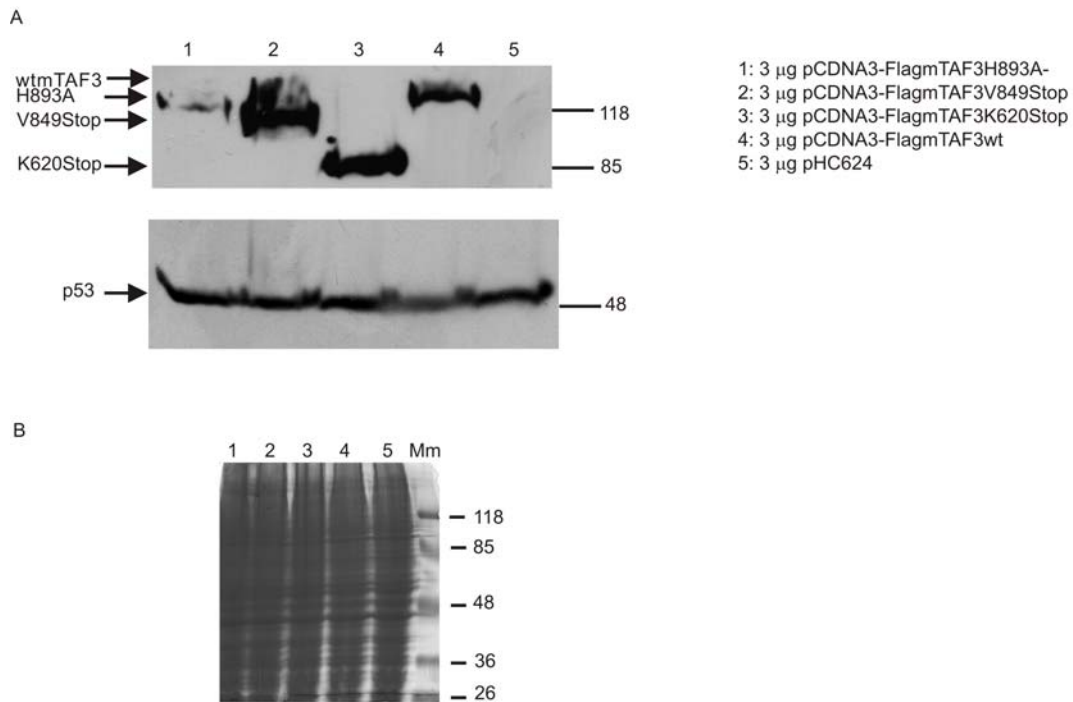 A
1 2 3 4 5
wtmTAF3
H893A
V849Stop
K620Stop
118
85
1: 3 µg pCDNA3-FlagmTAF3H893A-
2: 3 µg pCDNA3-FlagmTAF3V849Stop
3: 3 µg pCDNA3-FlagmTAF3K620Stop
4: 3 µg pCDNA3-FlagmTAF3wt
5: 3 µg pHC624
p53
48
B
1 2 3 4 5 Mm
118
85
48
36
26